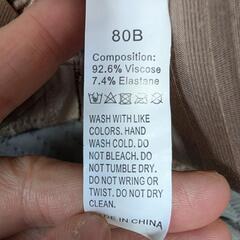 80B
Composition:
92.6% Viscose
7.4% Elastane
WASH WITH LIKE
COLORS. HAND
WASH COLD. DO
NOT BLEACH. DO
NOT TUMBLE DRY.
DO NOT WRING OR
TWIST. DO NOT DRY
CLEAN.
MADE IN CHINA